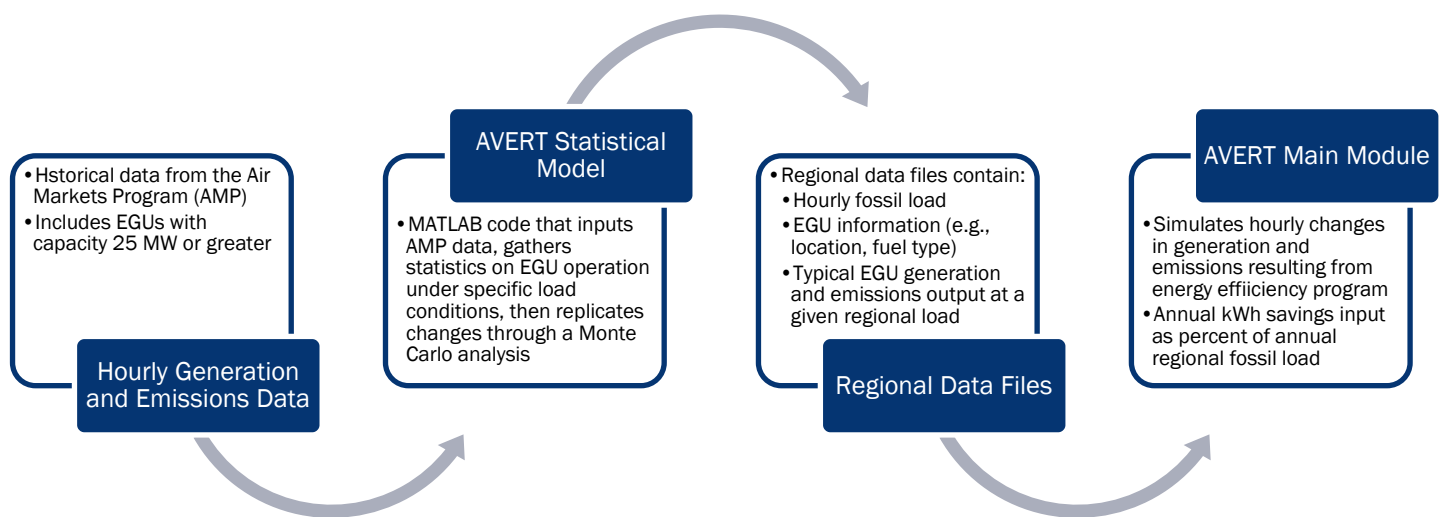 •Hstorical data from the Air
Markets Program (AMP)
•Includes EGUs with
capacity 25 MW or greater
Hourly Generation
and Emissions Data
AVERT Statistical
Model
•MATLAB code that inputs
AMP data, gathers
statistics on EGU operation
under specific load
conditions, then replicates
changes through a Monte
Carlo analysis
•Regional data files contain:
•Hourly fossil load
•EGU information (e.g.,
location, fuel type)
•Typical EGU generation
and emissions output at a
given regional load
Regional Data Files
AVERT Main Module
•Simulates hourly changes
in generation and
emissions resulting from
energy effiiciency program
•Annual kWh savings input
as percent of annual
regional fossil load